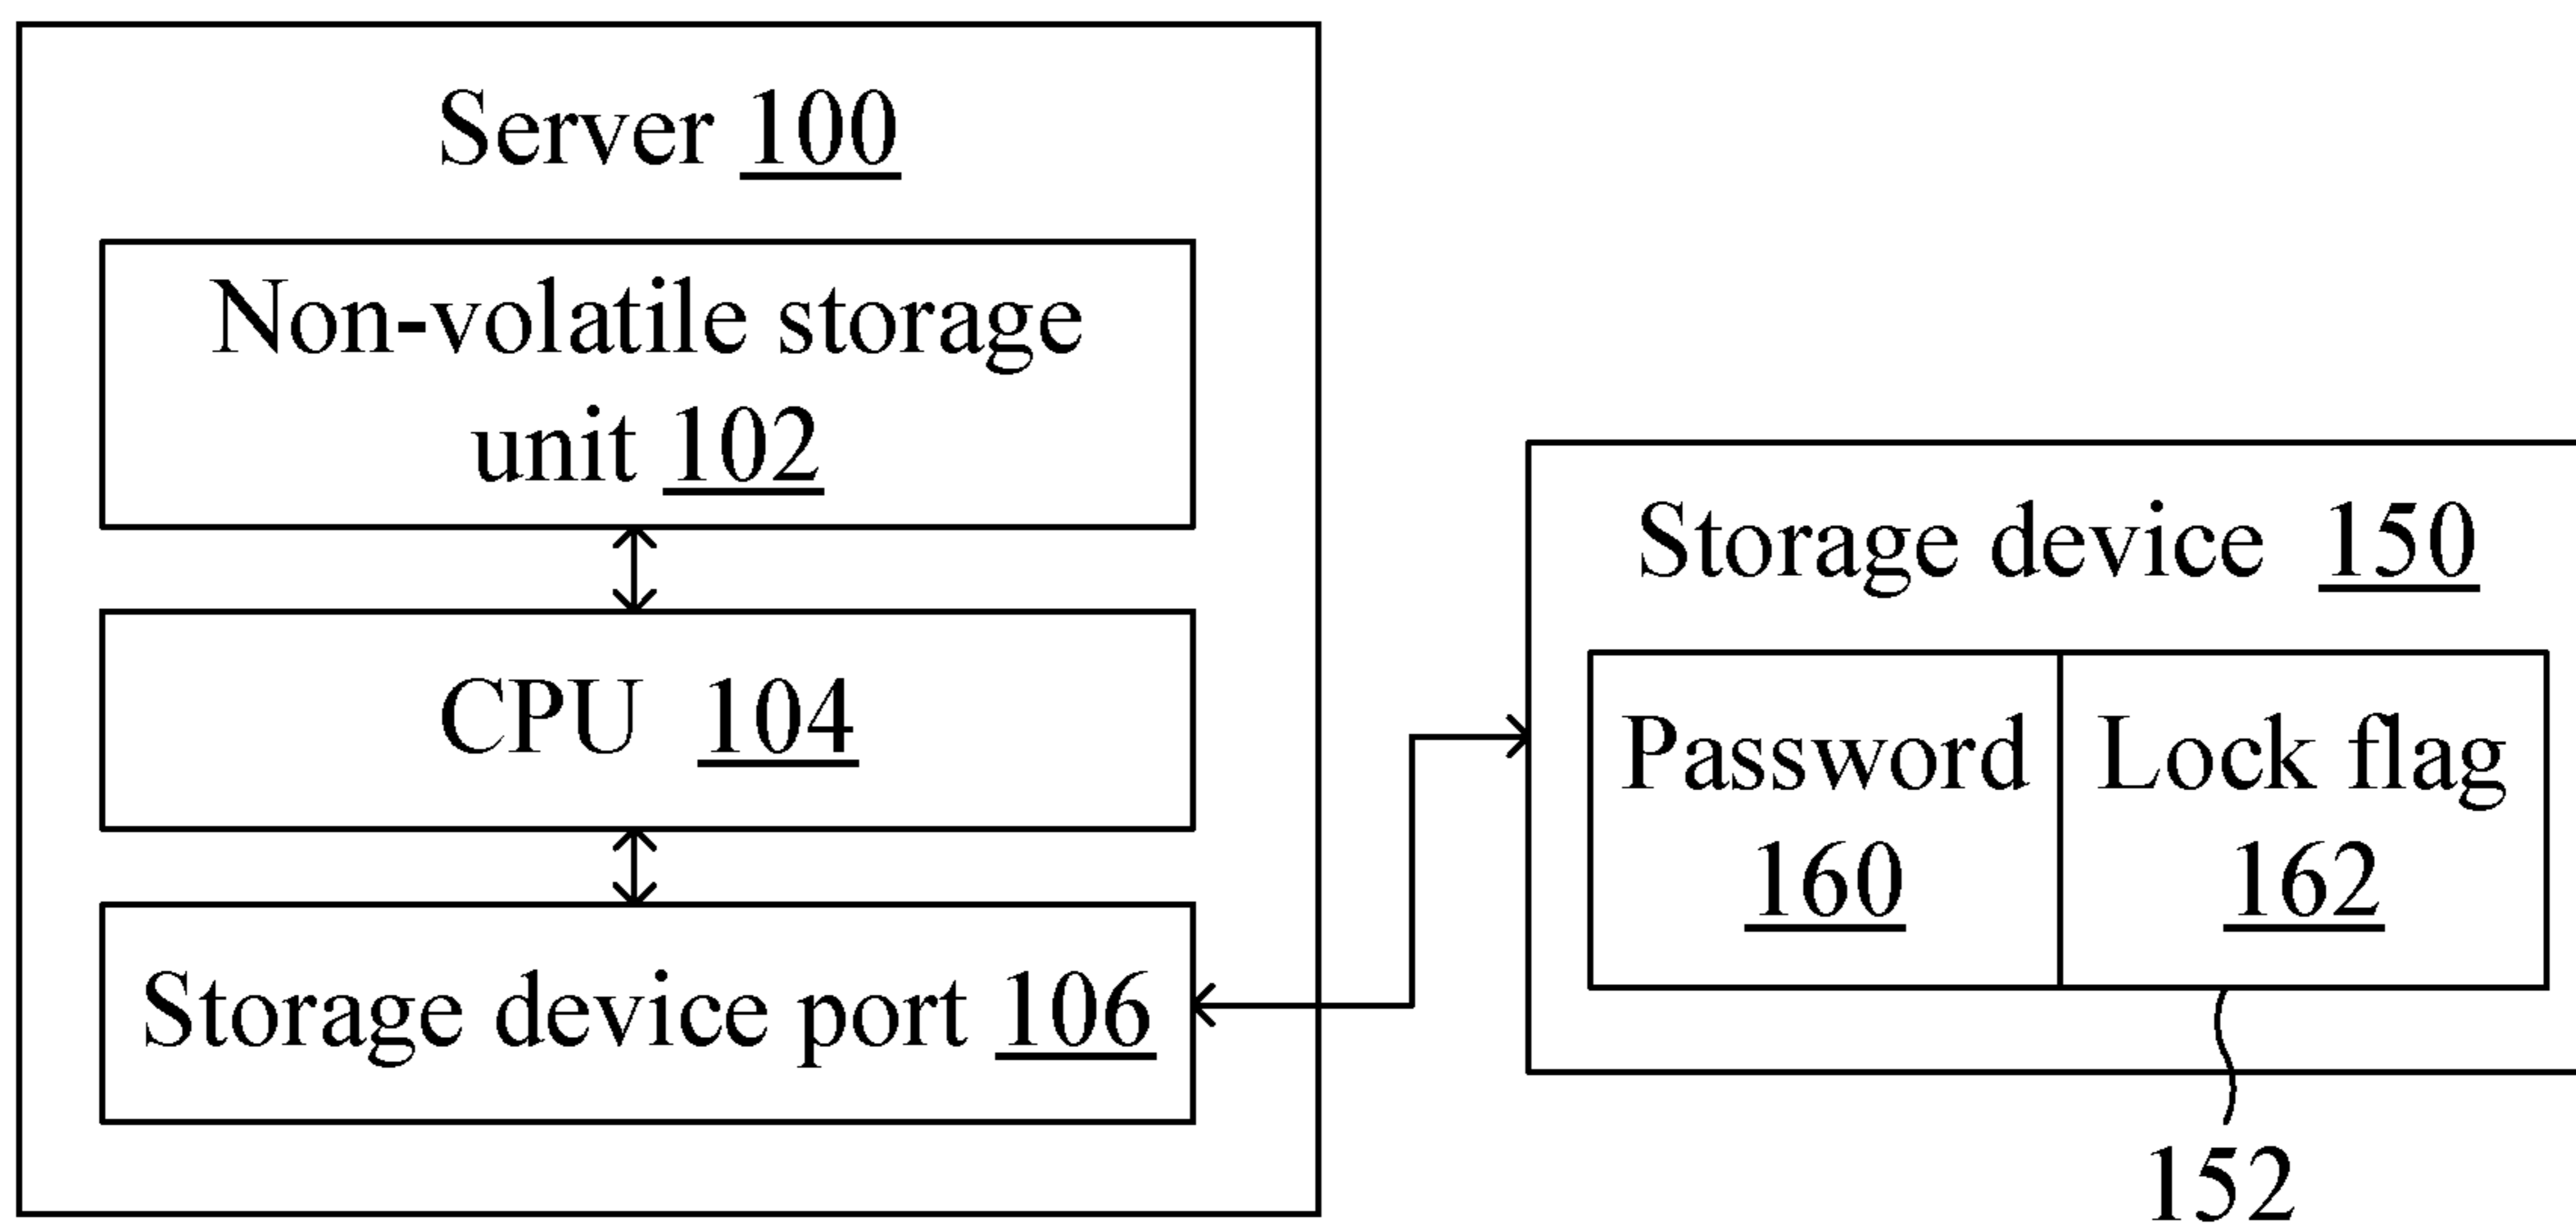 Server 100
Non-volatile storage
unit 102
CPU 104
Storage device port 106
Storage device 150
Password
160
Lock flag
162
152